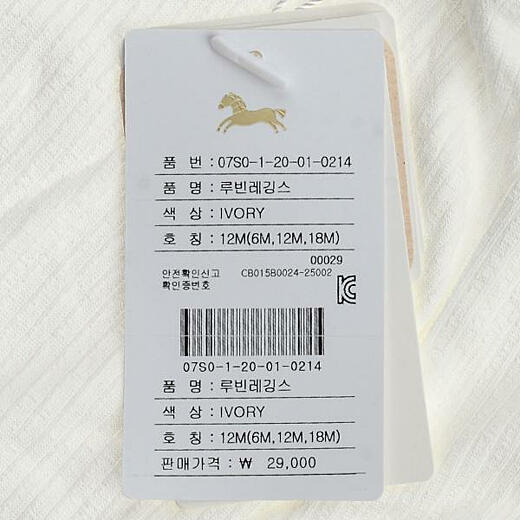 품 번 : 07S0-1-20-01-0214
품 명 : 루빈레깅스
색 상 : IVORY
호 칭 : 12M(6M,12M,18M)
00029
안전확인신고 CB015B0024-25002
확인증번호
07S0-1-20-01-0214
품 명 : 루빈레깅스
색 상 : IVORY
호 칭 : 12M(6M,12M,18M)
판매가격 : ₩ 29,000